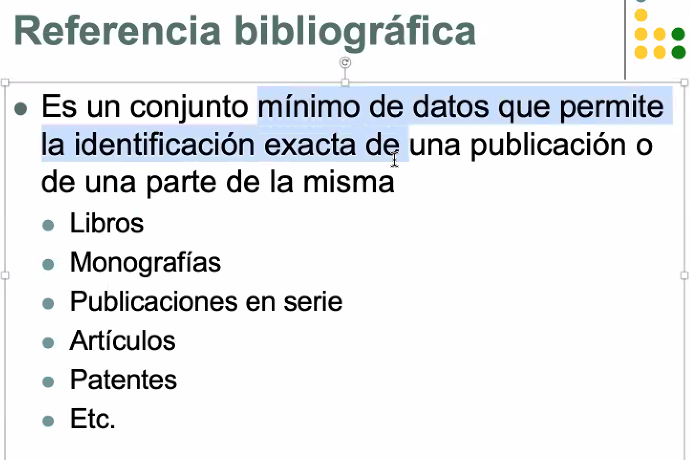 Referencia bibliográfica
Es un conjunto mínimo de datos que permite
la identificación exacta de una publicación o
de una parte de la misma
Libros
Monografías
Publicaciones en serie
Artículos
Patentes
Etc.